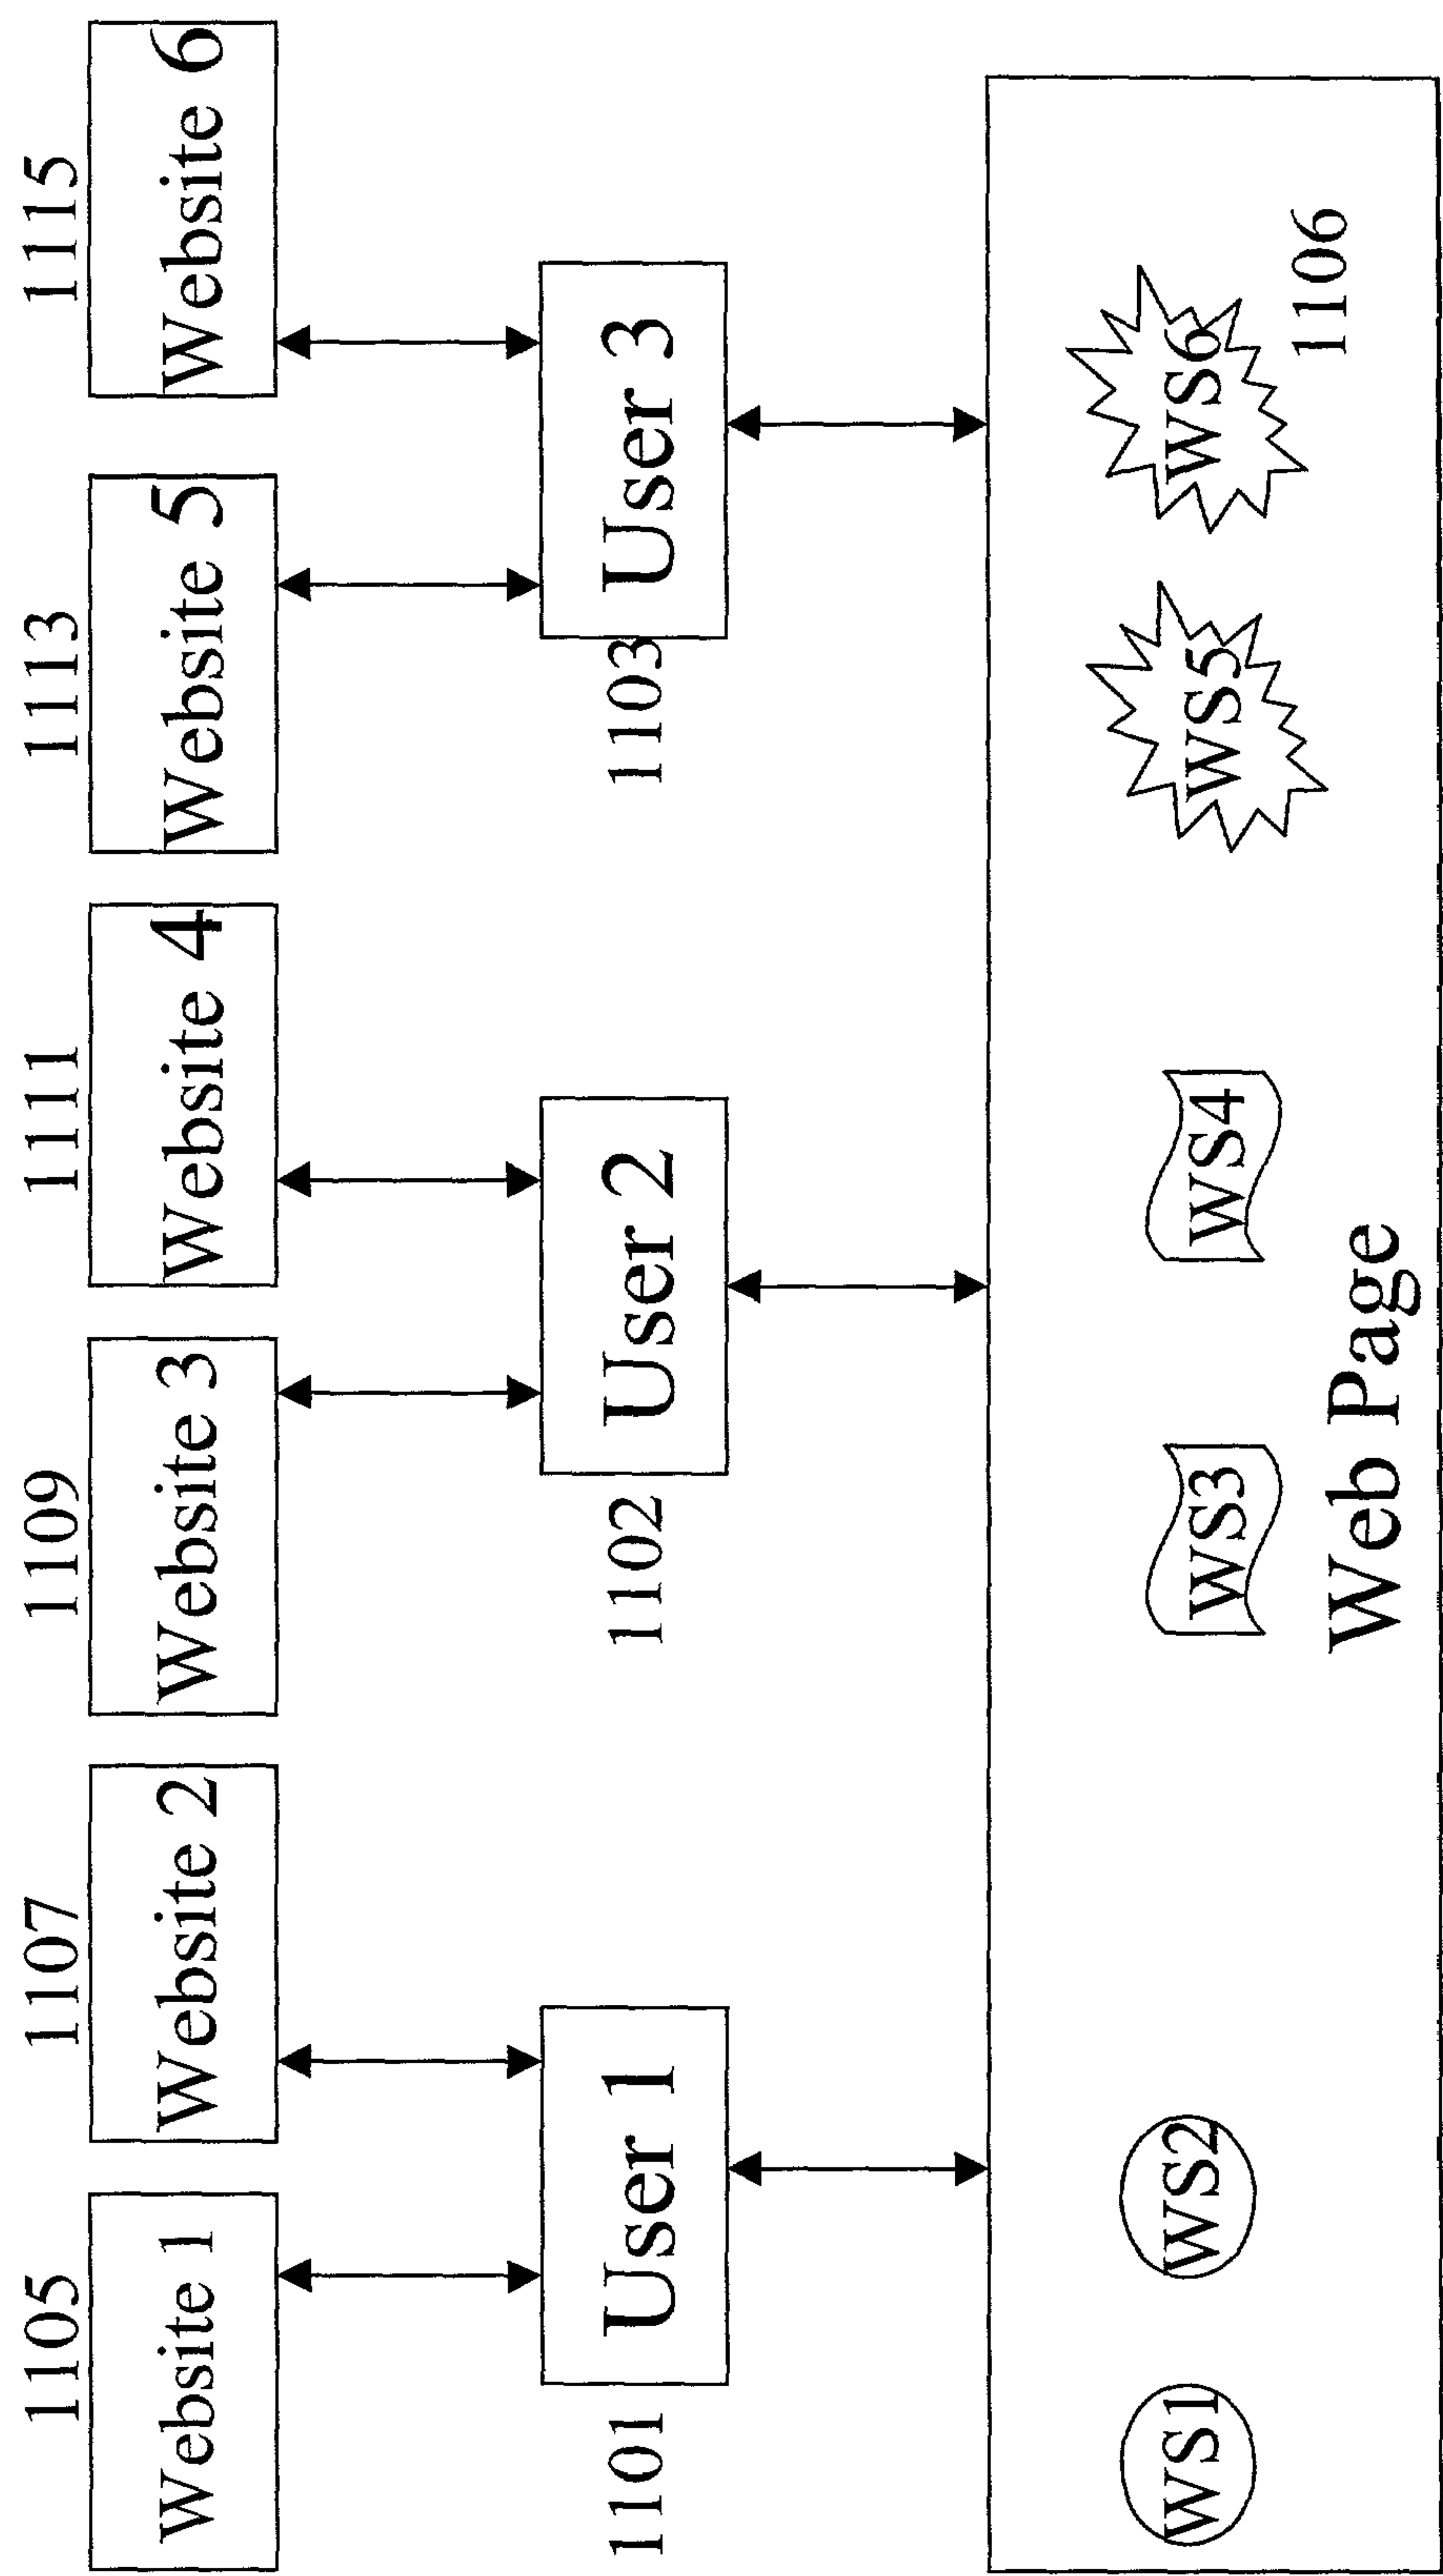 1105
1107
1109
1111
1113
1115
Website 1
Website 2
Website 3
Website 4
Website 5
Website 6
1101
User 1
1102
User 2
1103
User 3
WS1
WS2
WS3
WS4
WS5
WS6
1106
Web Page